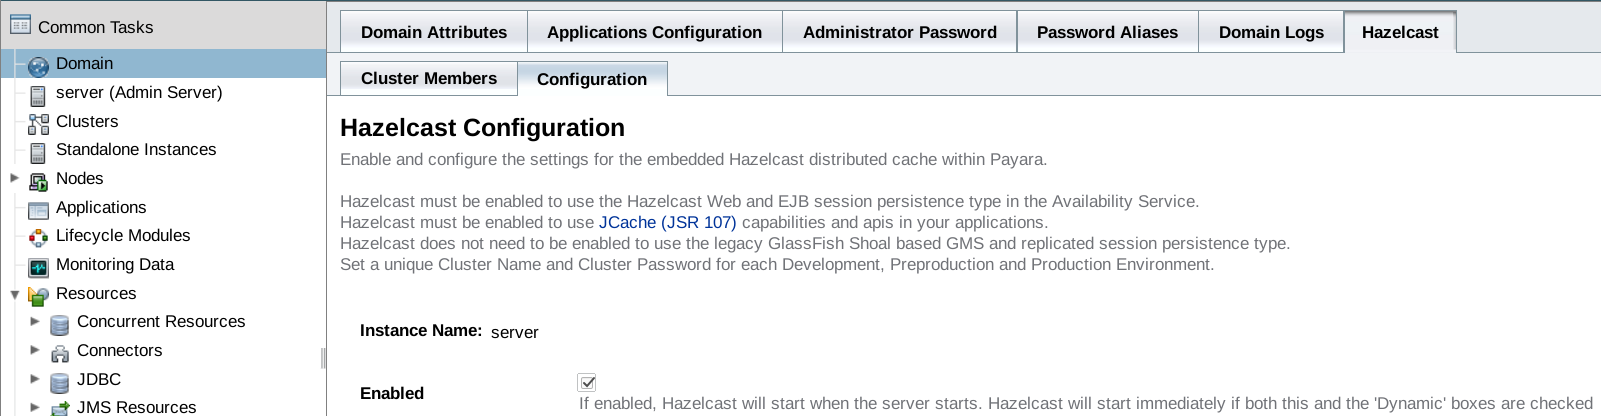 Common Tasks
Domain
server (Admin Server)
Clusters
Standalone Instances
Nodes
Applications
Lifecycle Modules
Monitoring Data
Resources
Concurrent Resources
Connectors
JDBC
JMS Resources
Domain Attributes Applications Configuration Administrator Password Password Aliases Domain Logs Hazelcast
Cluster Members Configuration
Hazelcast Configuration
Enable and configure the settings for the embedded Hazelcast distributed cache within Payara.
Hazelcast must be enabled to use the Hazelcast Web and EJB session persistence type in the Availability Service.
Hazelcast must be enabled to use JCache (JSR 107) capabilities and apis in your applications.
Hazelcast does not need to be enabled to use the legacy GlassFish Shoal based GMS and replicated session persistence type.
Set a unique Cluster Name and Cluster Password for each Development, Preproduction and Production Environment.
Instance Name: server
Enabled
If enabled, Hazelcast will start when the server starts. Hazelcast will start immediately if both this and the 'Dynamic' boxes are checked